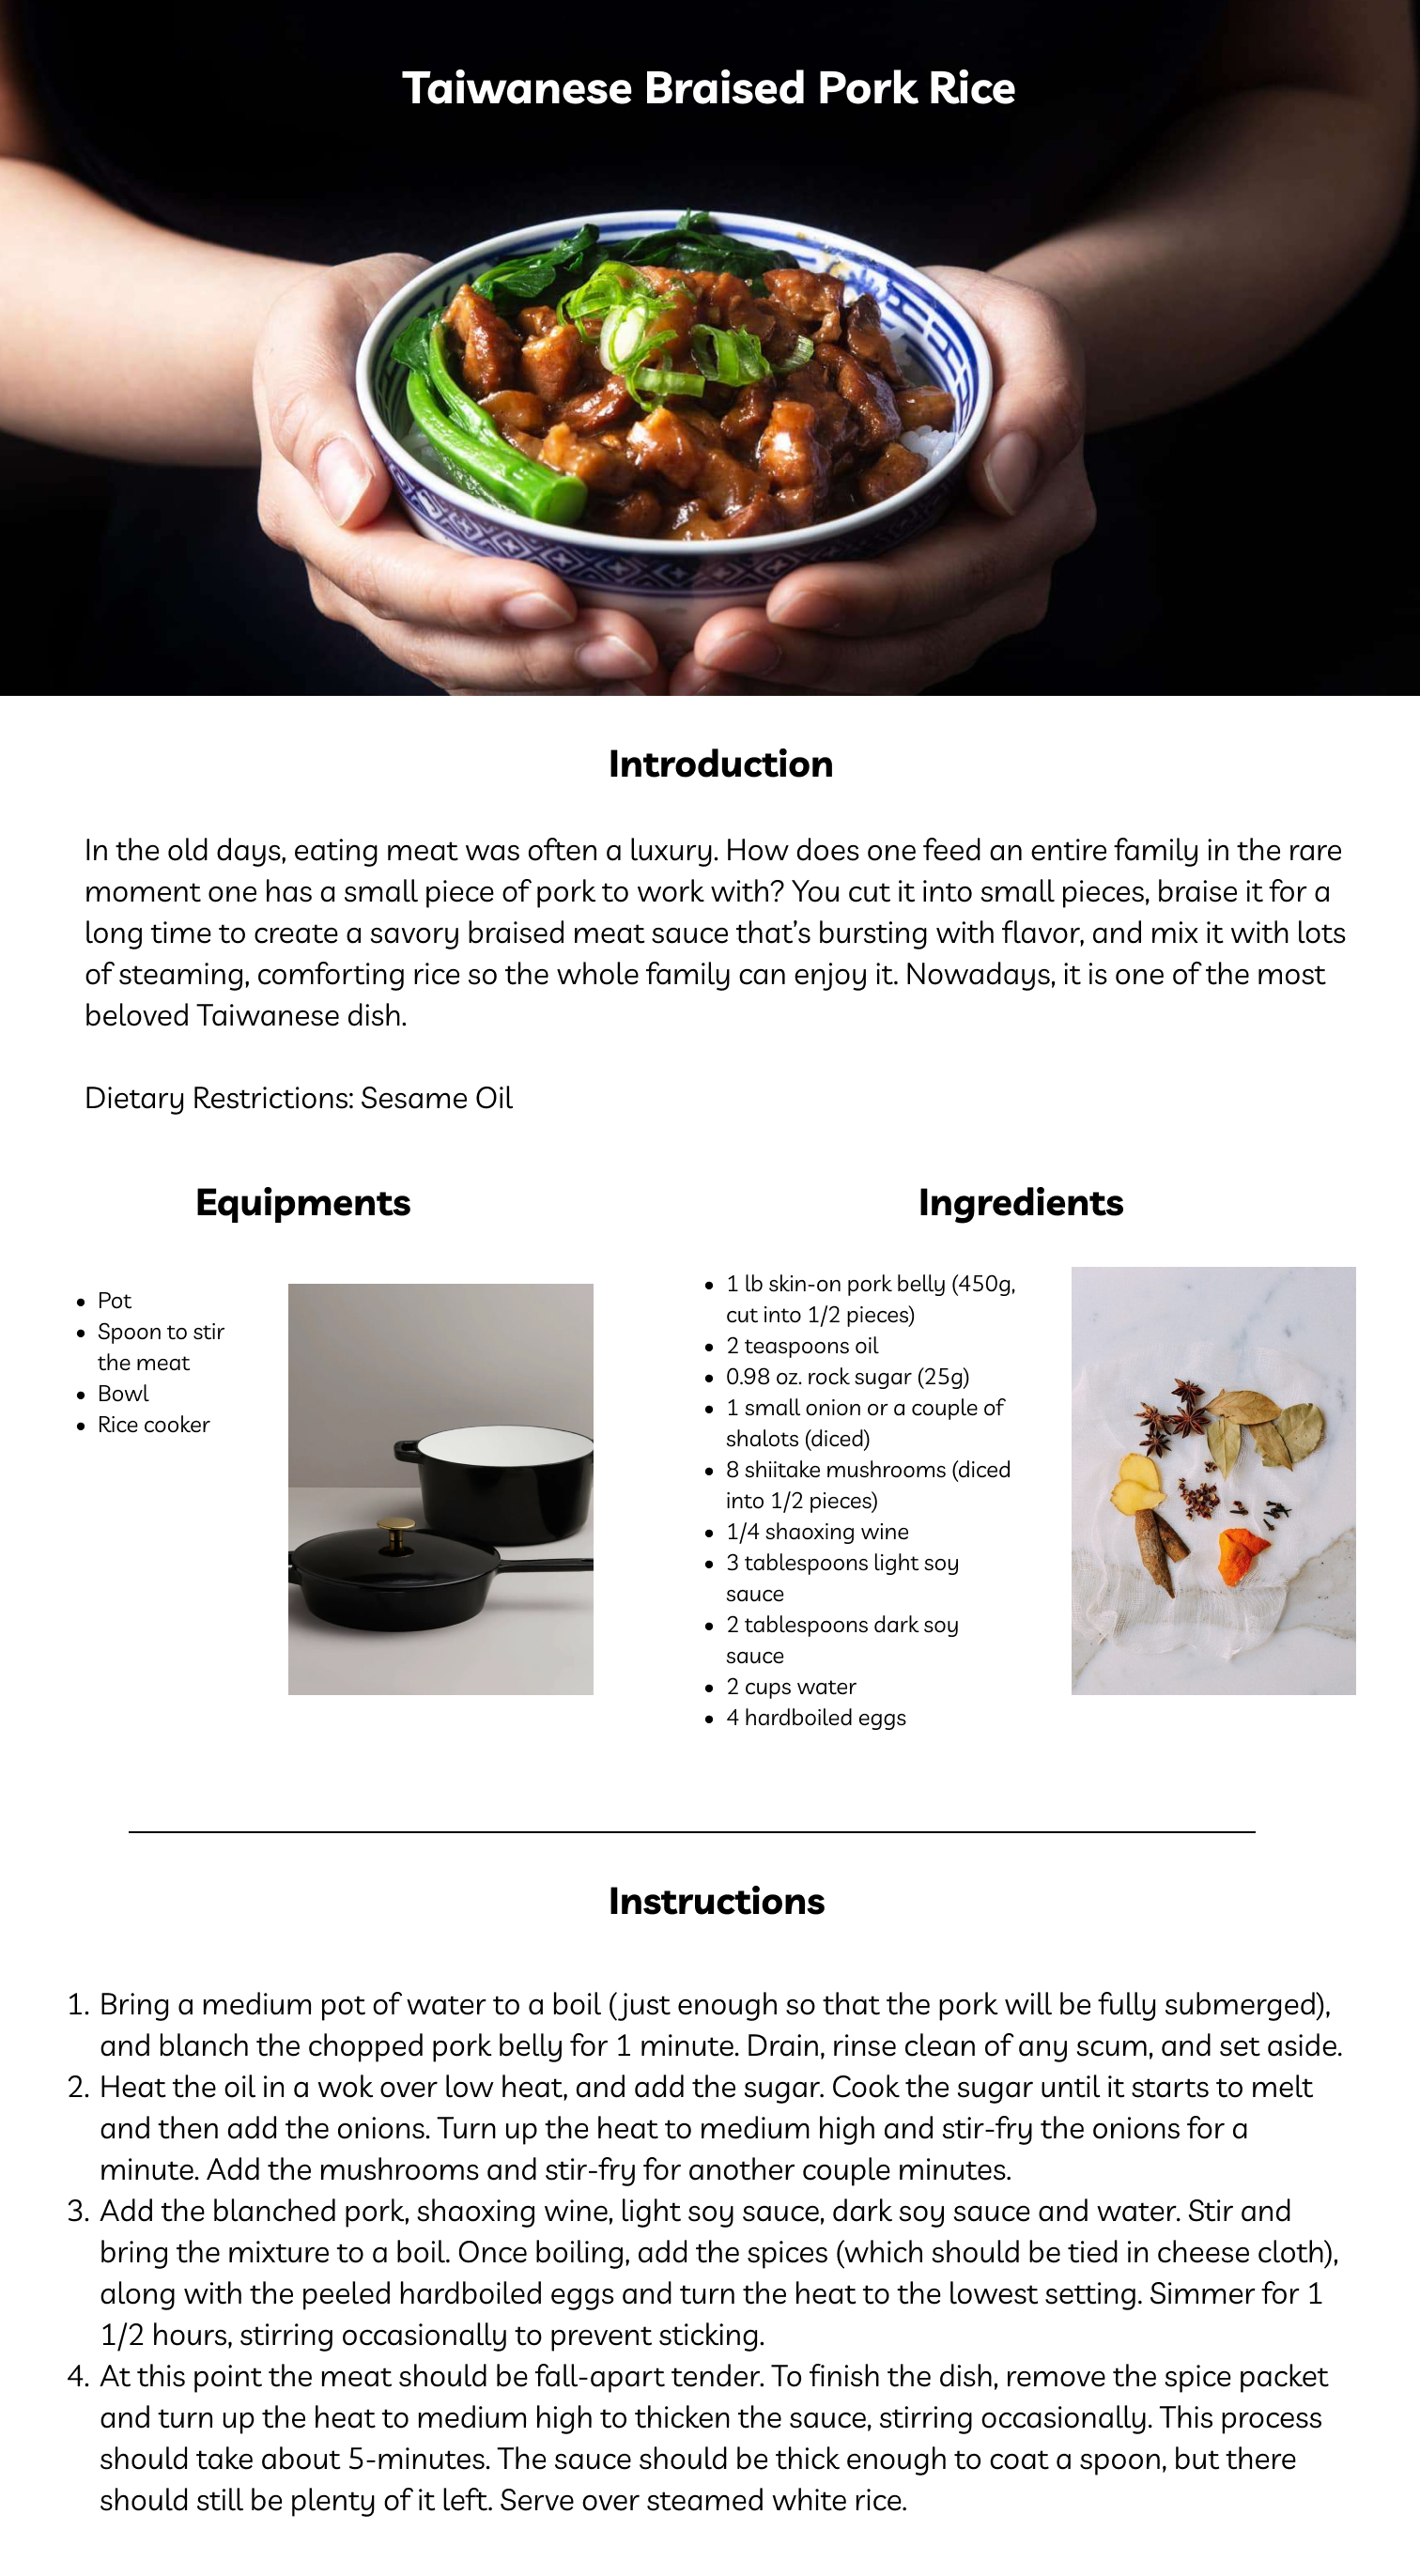 Taiwanese Braised Pork Rice
Introduction
In the old days, eating meat was often a luxury. How does one feed an entire family in the rare
moment one has a small piece of pork to work with? You cut it into small pieces, braise it for a
long time to create a savory braised meat sauce that’s bursting with flavor, and mix it with lots
of steaming, comforting rice so the whole family can enjoy it. Nowadays, it is one of the most
beloved Taiwanese dish.
Dietary Restrictions: Sesame Oil
Equipments
• Pot
• Spoon to stir
the meat
• Bowl
• Rice cooker
Ingredients
• 1 lb skin-on pork belly (450g,
cut into 1/2 pieces)
• 2 teaspoons oil
• 0.98 oz. rock sugar (25g)
• 1 small onion or a couple of
shalots (diced)
• 8 shiitake mushrooms (diced
into 1/2 pieces)
• 1/4 shaoxing wine
• 3 tablespoons light soy
sauce
• 2 tablespoons dark soy
sauce
• 2 cups water
• 4 hardboiled eggs
Instructions
1. Bring a medium pot of water to a boil (just enough so that the pork will be fully submerged),
and blanch the chopped pork belly for 1 minute. Drain, rinse clean of any scum, and set aside.
2. Heat the oil in a wok over low heat, and add the sugar. Cook the sugar until it starts to melt
and then add the onions. Turn up the heat to medium high and stir-fry the onions for a
minute. Add the mushrooms and stir-fry for another couple minutes.
3. Add the blanched pork, shaoxing wine, light soy sauce, dark soy sauce and water. Stir and
bring the mixture to a boil. Once boiling, add the spices (which should be tied in cheese cloth),
along with the peeled hardboiled eggs and turn the heat to the lowest setting. Simmer for 1
1/2 hours, stirring occasionally to prevent sticking.
4. At this point the meat should be fall-apart tender. To finish the dish, remove the spice packet
and turn up the heat to medium high to thicken the sauce, stirring occasionally. This process
should take about 5-minutes. The sauce should be thick enough to coat a spoon, but there
should still be plenty of it left. Serve over steamed white rice.